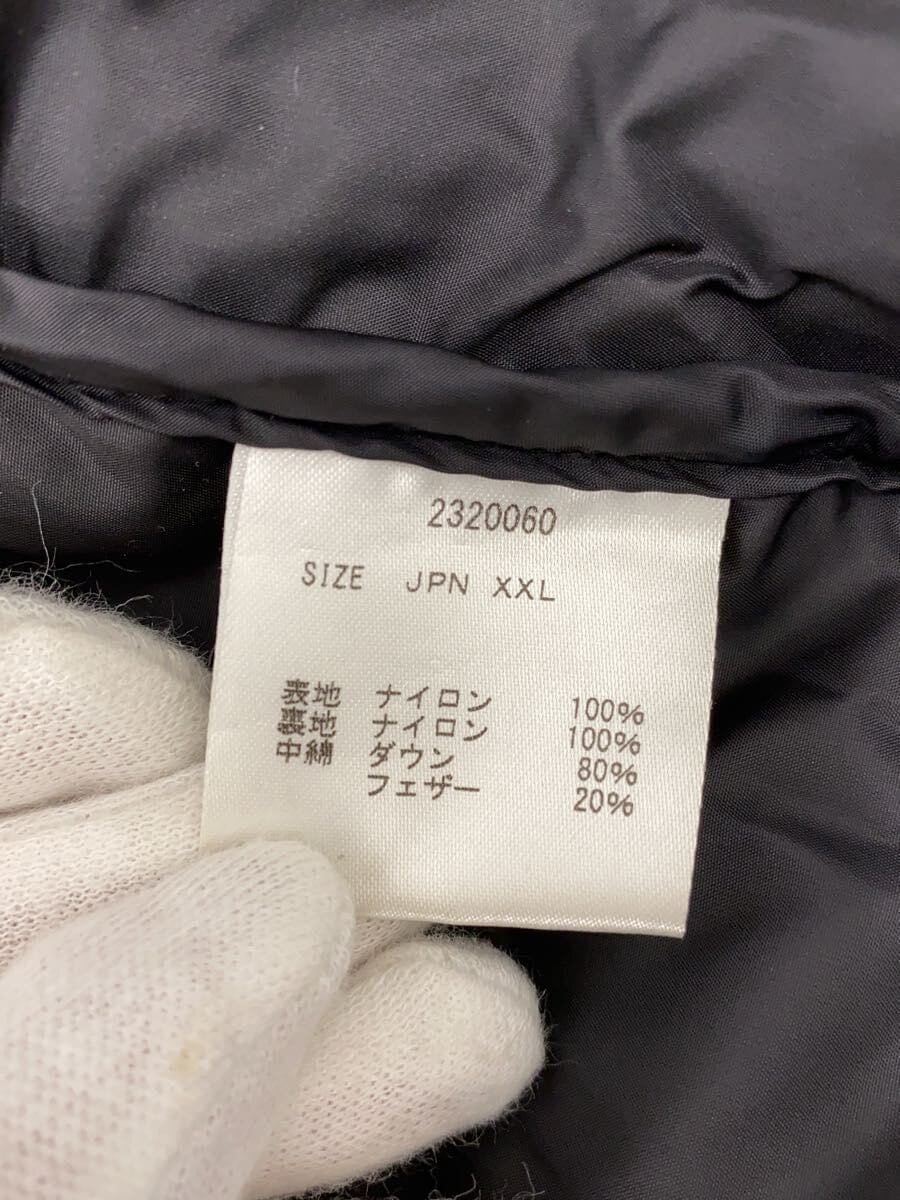 2320060
SIZE JPN XXL
表地 ナイロン 100%
裏地 ナイロン 100%
中綿 ダウン 80%
フェザー 20%